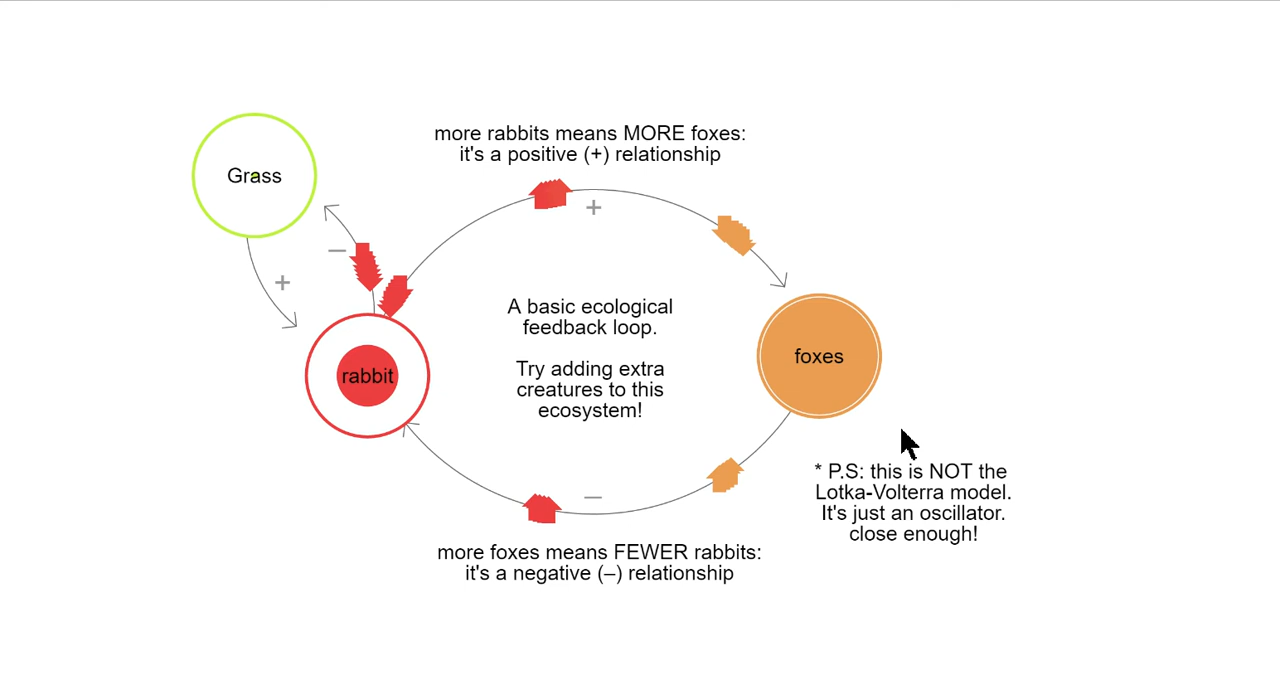 more rabbits means MORE foxes:
it's a positive (+) relationship
Grass
+
–
+
A basic ecological
feedback loop.
Try adding extra
creatures to this
ecosystem!
rabbit
foxes
* P.S: this is NOT the
Lotka-Volterra model.
It's just an oscillator.
close enough!
–
more foxes means FEWER rabbits:
it's a negative (–) relationship